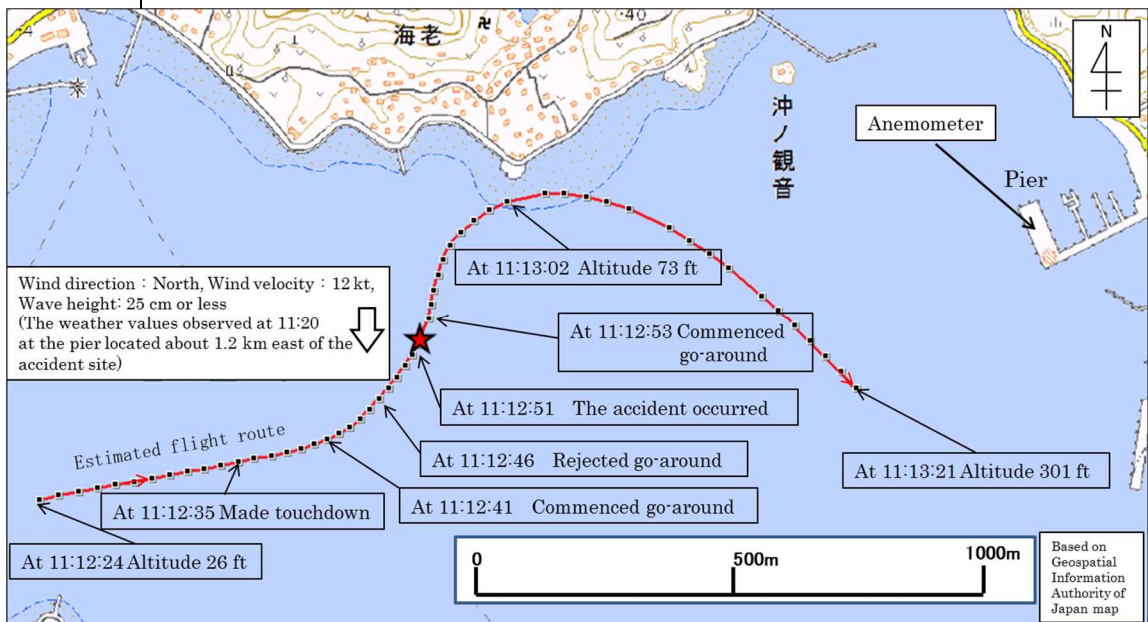 海老
卍
·40
N
沖ノ観音
Anemometer
Pier
At 11:13:02 Altitude 73 ft
Wind direction：North, Wind velocity：12 kt,
Wave height: 25 cm or less
(The weather values observed at 11:20
at the pier located about 1.2 km east of the
accident site)
At 11:12:53 Commenced
go-around
At 11:12:51 The accident occurred
Estimated flight route
At 11:12:46 Rejected go-around
At 11:13:21 Altitude 301 ft
At 11:12:35 Made touchdown
At 11:12:41 Commenced go-around
At 11:12:24 Altitude 26 ft
0
500m
1000m
Based on
Geospatial
Information
Authority of
Japan map